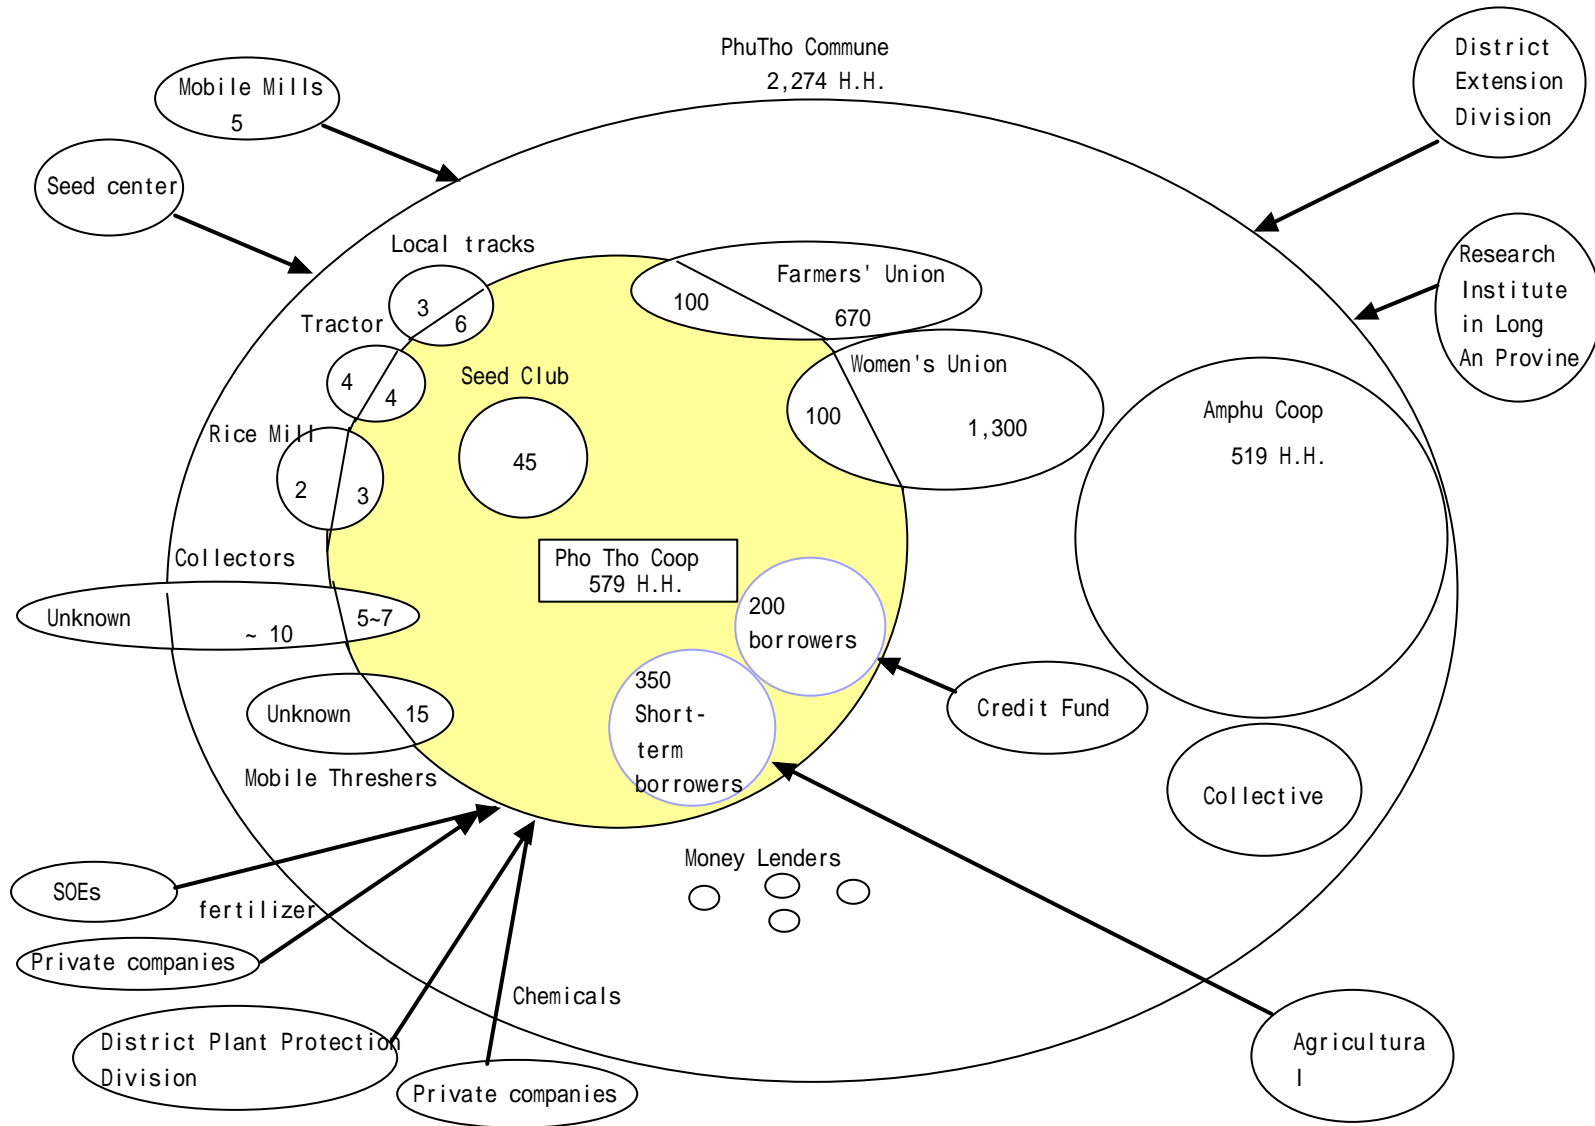 PhuTho Commune
2,274 H.H.
District
Extension
Division
Mobile Mills
5
Seed center
Research
Institute
in Long
An Provine
Local tracks
3
6
Tractor
4
4
Rice Mill
2
3
Seed Club
45
Farmers' Union
100
670
Women's Union
100
1,300
Amphu Coop
519 H.H.
Collectors
Unknown
~ 10
5~7
Pho Tho Coop
579 H.H.
200
borrowers
350
Short-
term
borrowers
Unknown
15
Mobile Threshers
Credit Fund
Collective
Money Lenders
SOEs
fertilizer
Private companies
Chemicals
District Plant Protection
Division
Private companies
Agricultura
l